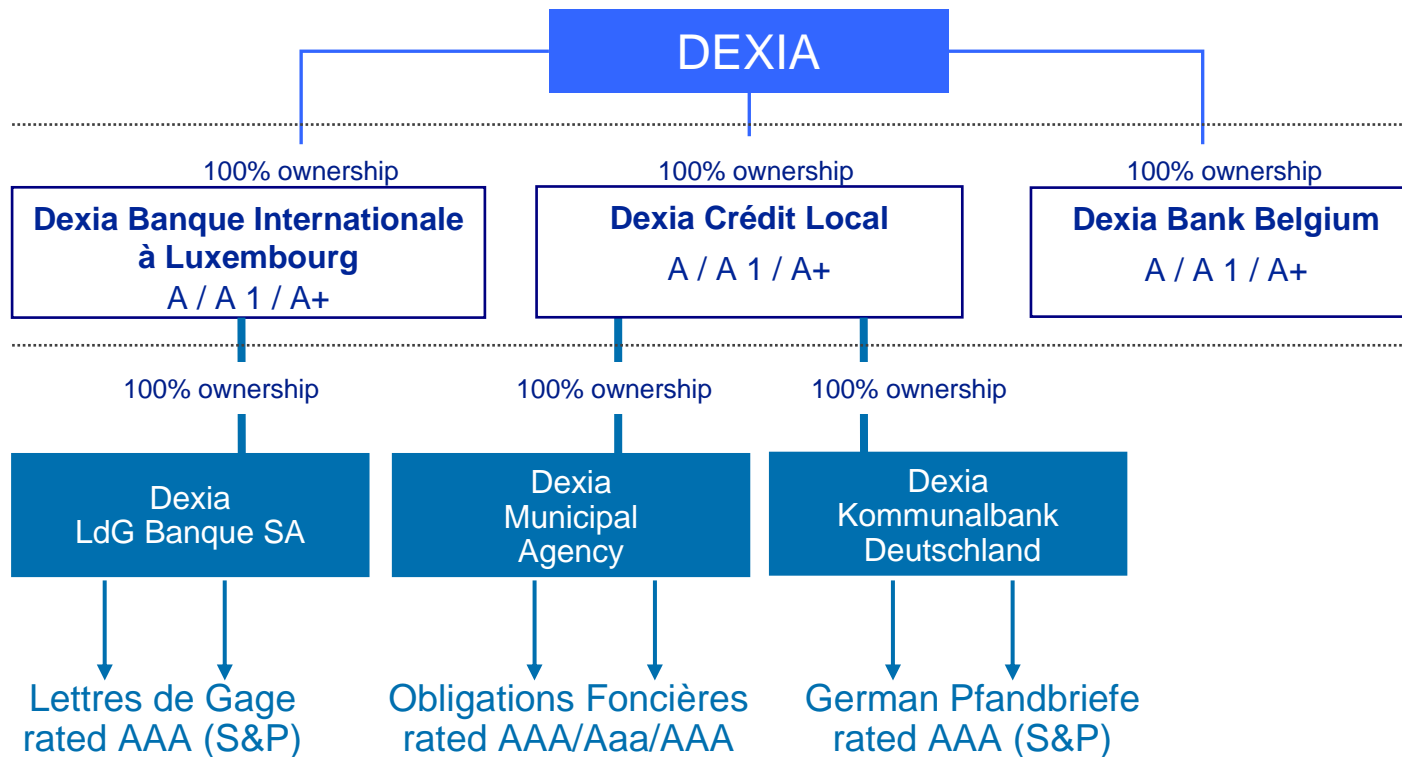 DEXIA
100% ownership
100% ownership
100% ownership
Dexia Banque Internationale
à Luxembourg
A / A 1 / A+
Dexia Crédit Local
A / A 1 / A+
Dexia Bank Belgium
A / A 1 / A+
100% ownership
100% ownership
100% ownership
Dexia
LdG Banque SA
Dexia
Municipal
Agency
Dexia
Kommunalbank
Deutschland
Lettres de Gage
rated AAA (S&P)
Obligations Foncières
rated AAA/Aaa/AAA
German Pfandbriefe
rated AAA (S&P)